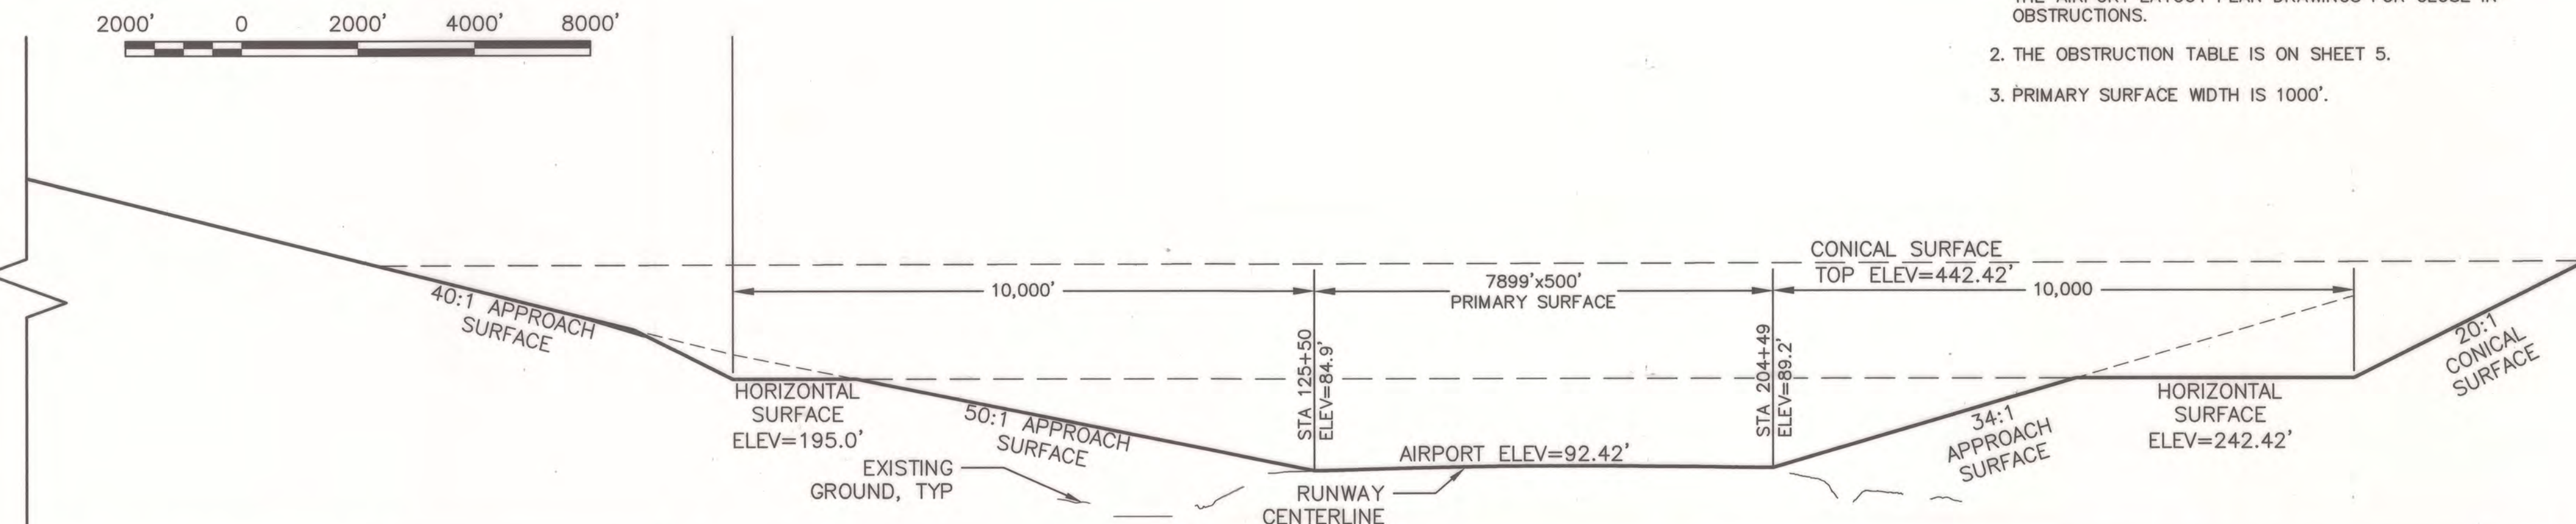 2000' 0 2000' 4000' 8000'
OBSTRUCTIONS.
2. THE OBSTRUCTION TABLE IS ON SHEET 5.
3. PRIMARY SURFACE WIDTH IS 1000'.
CONICAL SURFACE
TOP ELEV=442.42'
10,000'
7899'x500'
PRIMARY SURFACE
10,000
40:1 APPROACH
SURFACE
STA 125+50
ELEV=84.9'
STA 204+49
ELEV=89.2'
20:1
CONICAL
SURFACE
HORIZONTAL
SURFACE
ELEV=195.0'
50:1 APPROACH
SURFACE
34:1
APPROACH
SURFACE
HORIZONTAL
SURFACE
ELEV=242.42'
AIRPORT ELEV=92.42'
EXISTING
GROUND, TYP
RUNWAY
CENTERLINE